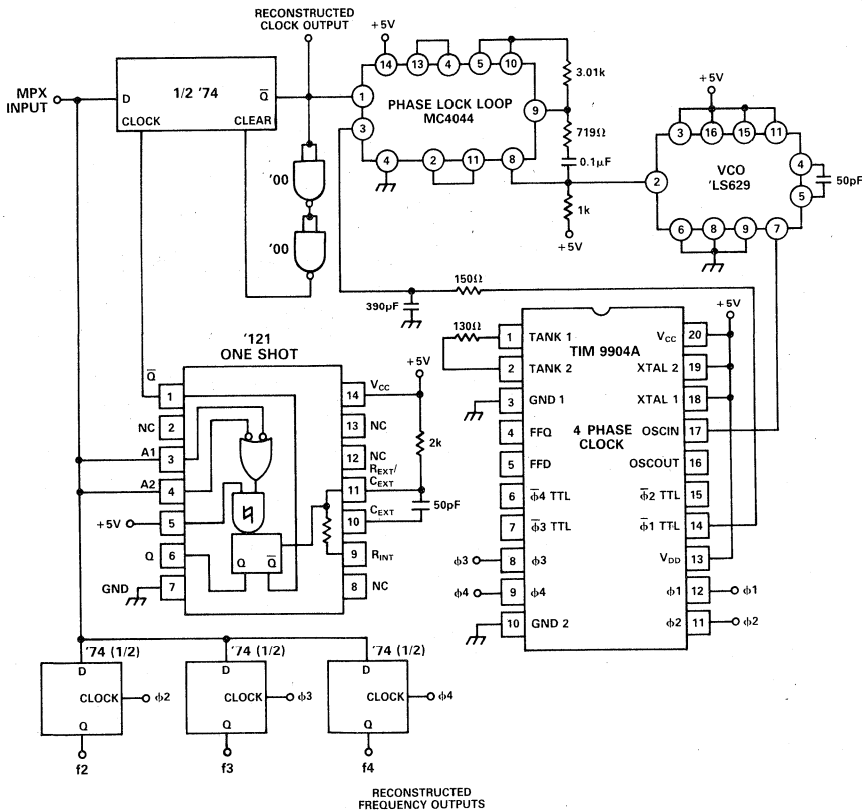 RECONSTRUCTED
CLOCK OUTPUT
MPX
INPUT
D
1/2 '74
Q̅
CLOCK
CLEAR
'00
'00
+5V
14
13
4
5
10
1
3
PHASE LOCK LOOP
MC4044
9
4
2
11
8
3.01k
719Ω
0.1μF
1k
+5V
+5V
3
16
15
11
VCO
'LS629
2
4
5
50pF
6
8
9
7
390pF
150Ω
'121
ONE SHOT
Q̅
1
NC
2
A1
3
A2
4
+5V
5
Q
6
GND
7
Q
Q̅
14
VCC
13
NC
12
NC
11
REXT/
CEXT
10
CEXT
9
RINT
8
NC
+5V
2k
50pF
130Ω
TIM 9904A
4 PHASE
CLOCK
1
TANK 1
2
TANK 2
3
GND 1
4
FFQ
5
FFD
6
ϕ̅4 TTL
7
ϕ̅3 TTL
ϕ3
8
ϕ3
ϕ4
9
ϕ4
10
GND 2
+5V
VCC
20
XTAL 2
19
XTAL 1
18
OSCIN
17
OSCOUT
16
ϕ̅2 TTL
15
ϕ̅1 TTL
14
VDD
13
ϕ1
12
ϕ1
ϕ2
11
ϕ2
'74 (1/2)
D
CLOCK
ϕ2
Q
f2
'74 (1/2)
D
CLOCK
ϕ3
Q
f3
'74 (1/2)
D
CLOCK
ϕ4
Q
f4
RECONSTRUCTED
FREQUENCY OUTPUTS